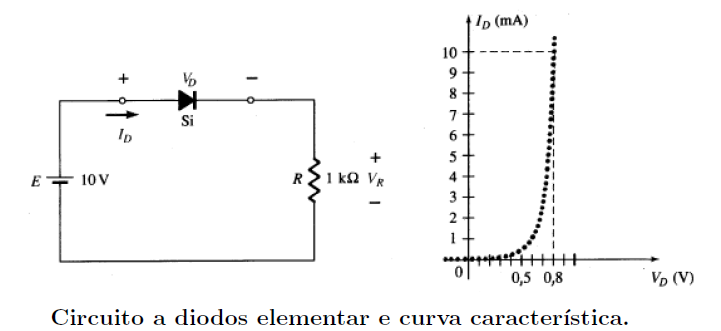 + V_D −
I_D
Si
E 10 V
R 1 kΩ
+
V_R
−
I_D (mA)
10
9
8
7
6
5
4
3
2
1
0 0,5 0,8 V_D (V)
Circuito a diodos elementar e curva característica.